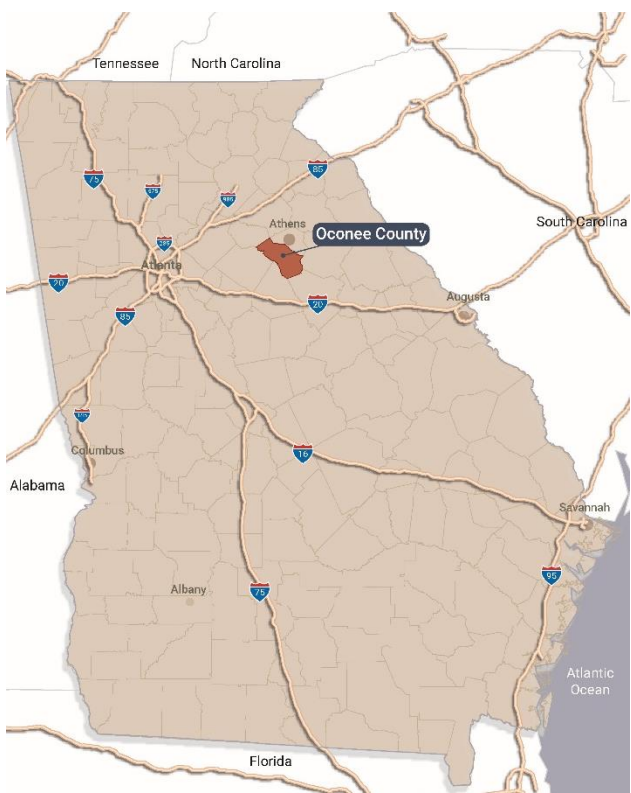 Tennessee
North Carolina
85
75
575
985
Athens
Oconee County
South Carolina
285
Atlanta
20
20
Augusta
85
185
Columbus
16
Alabama
Savannah
95
Albany
75
Atlantic
Ocean
Florida